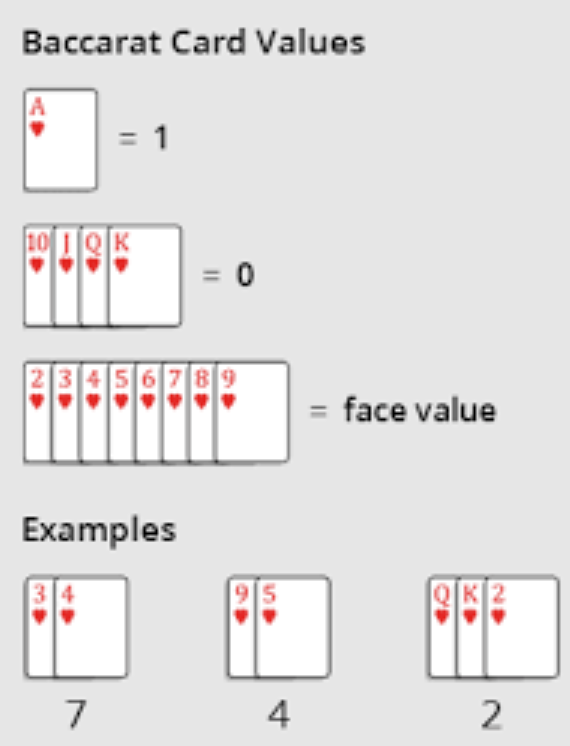 Baccarat Card Values
A
= 1
10 J Q K
= 0
2 3 4 5 6 7 8 9
= face value
Examples
3 4
9 5
Q K 2
7
4
2